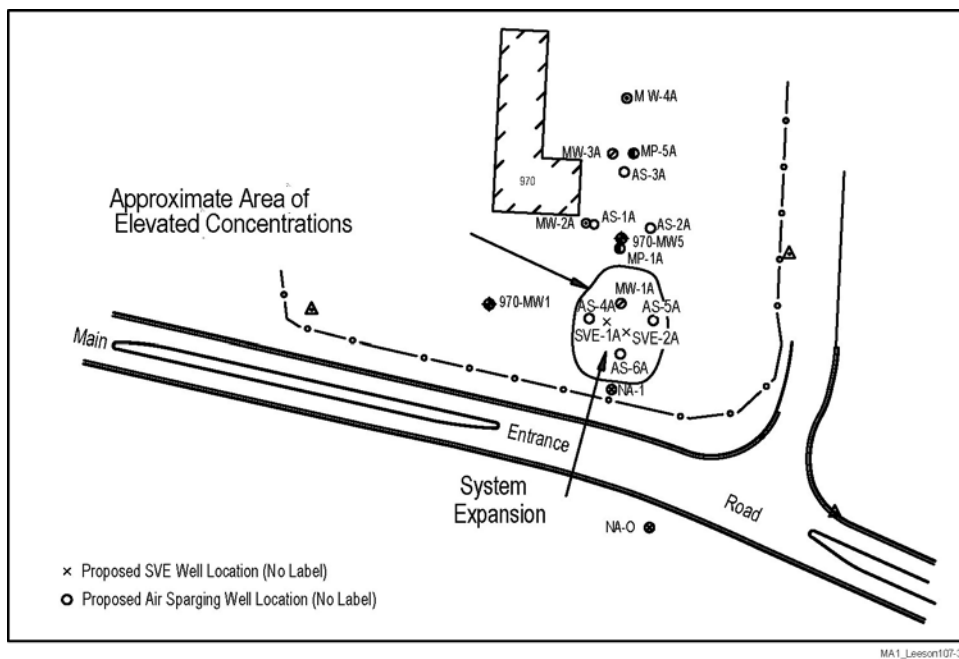 M W-4A
MW-3A
MP-5A
AS-3A
970
Approximate Area of
Elevated Concentrations
MW-2A
AS-1A
AS-2A
970-MW5
MP-1A
MW-1A
970-MW1
AS-4A
AS-5A
SVE-1A
SVE-2A
AS-6A
NA-1
Main
Entrance
System
Expansion
Road
NA-O
× Proposed SVE Well Location (No Label)
Proposed Air Sparging Well Location (No Label)
MA1_Leeson107-3